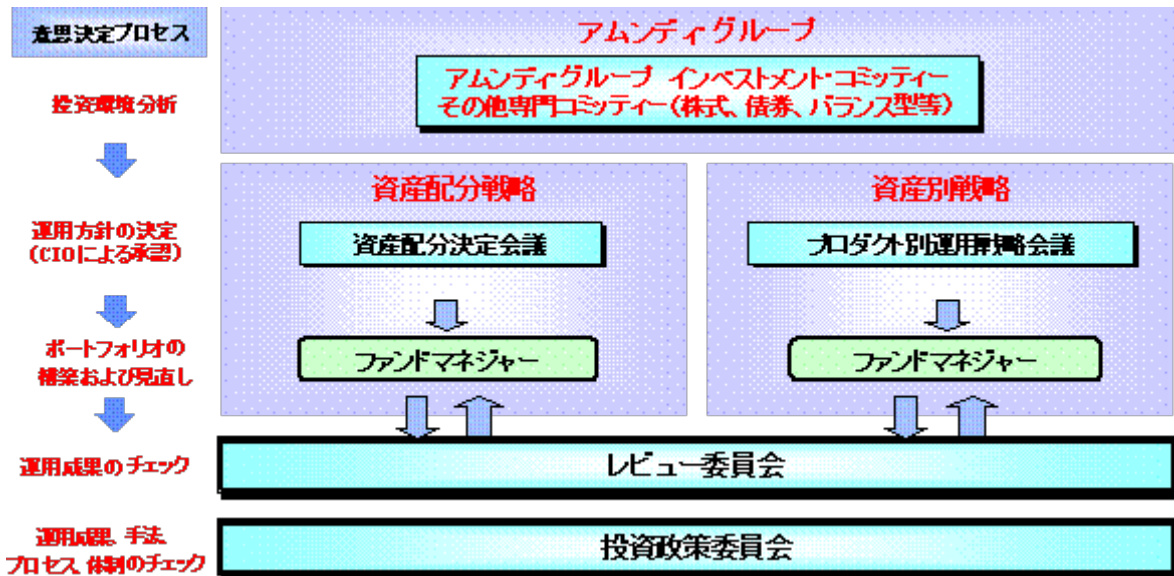 意思決定プロセス
アムンディグループ
アムンディグループ インベストメント・コミッティー
その他専門コミッティー(株式、債券、バランス型等)
投資環境分析
資産配分戦略
資産別戦略
運用方針の決定
(CIOによる承認)
資産配分決定会議
プロダクト別運用戦略会議
ポートフォリオの
構築および見直し
ファンドマネジャー
ファンドマネジャー
運用成果のチェック
レビュー委員会
運用成果、手法、
プロセス、体制のチェック
投資政策委員会